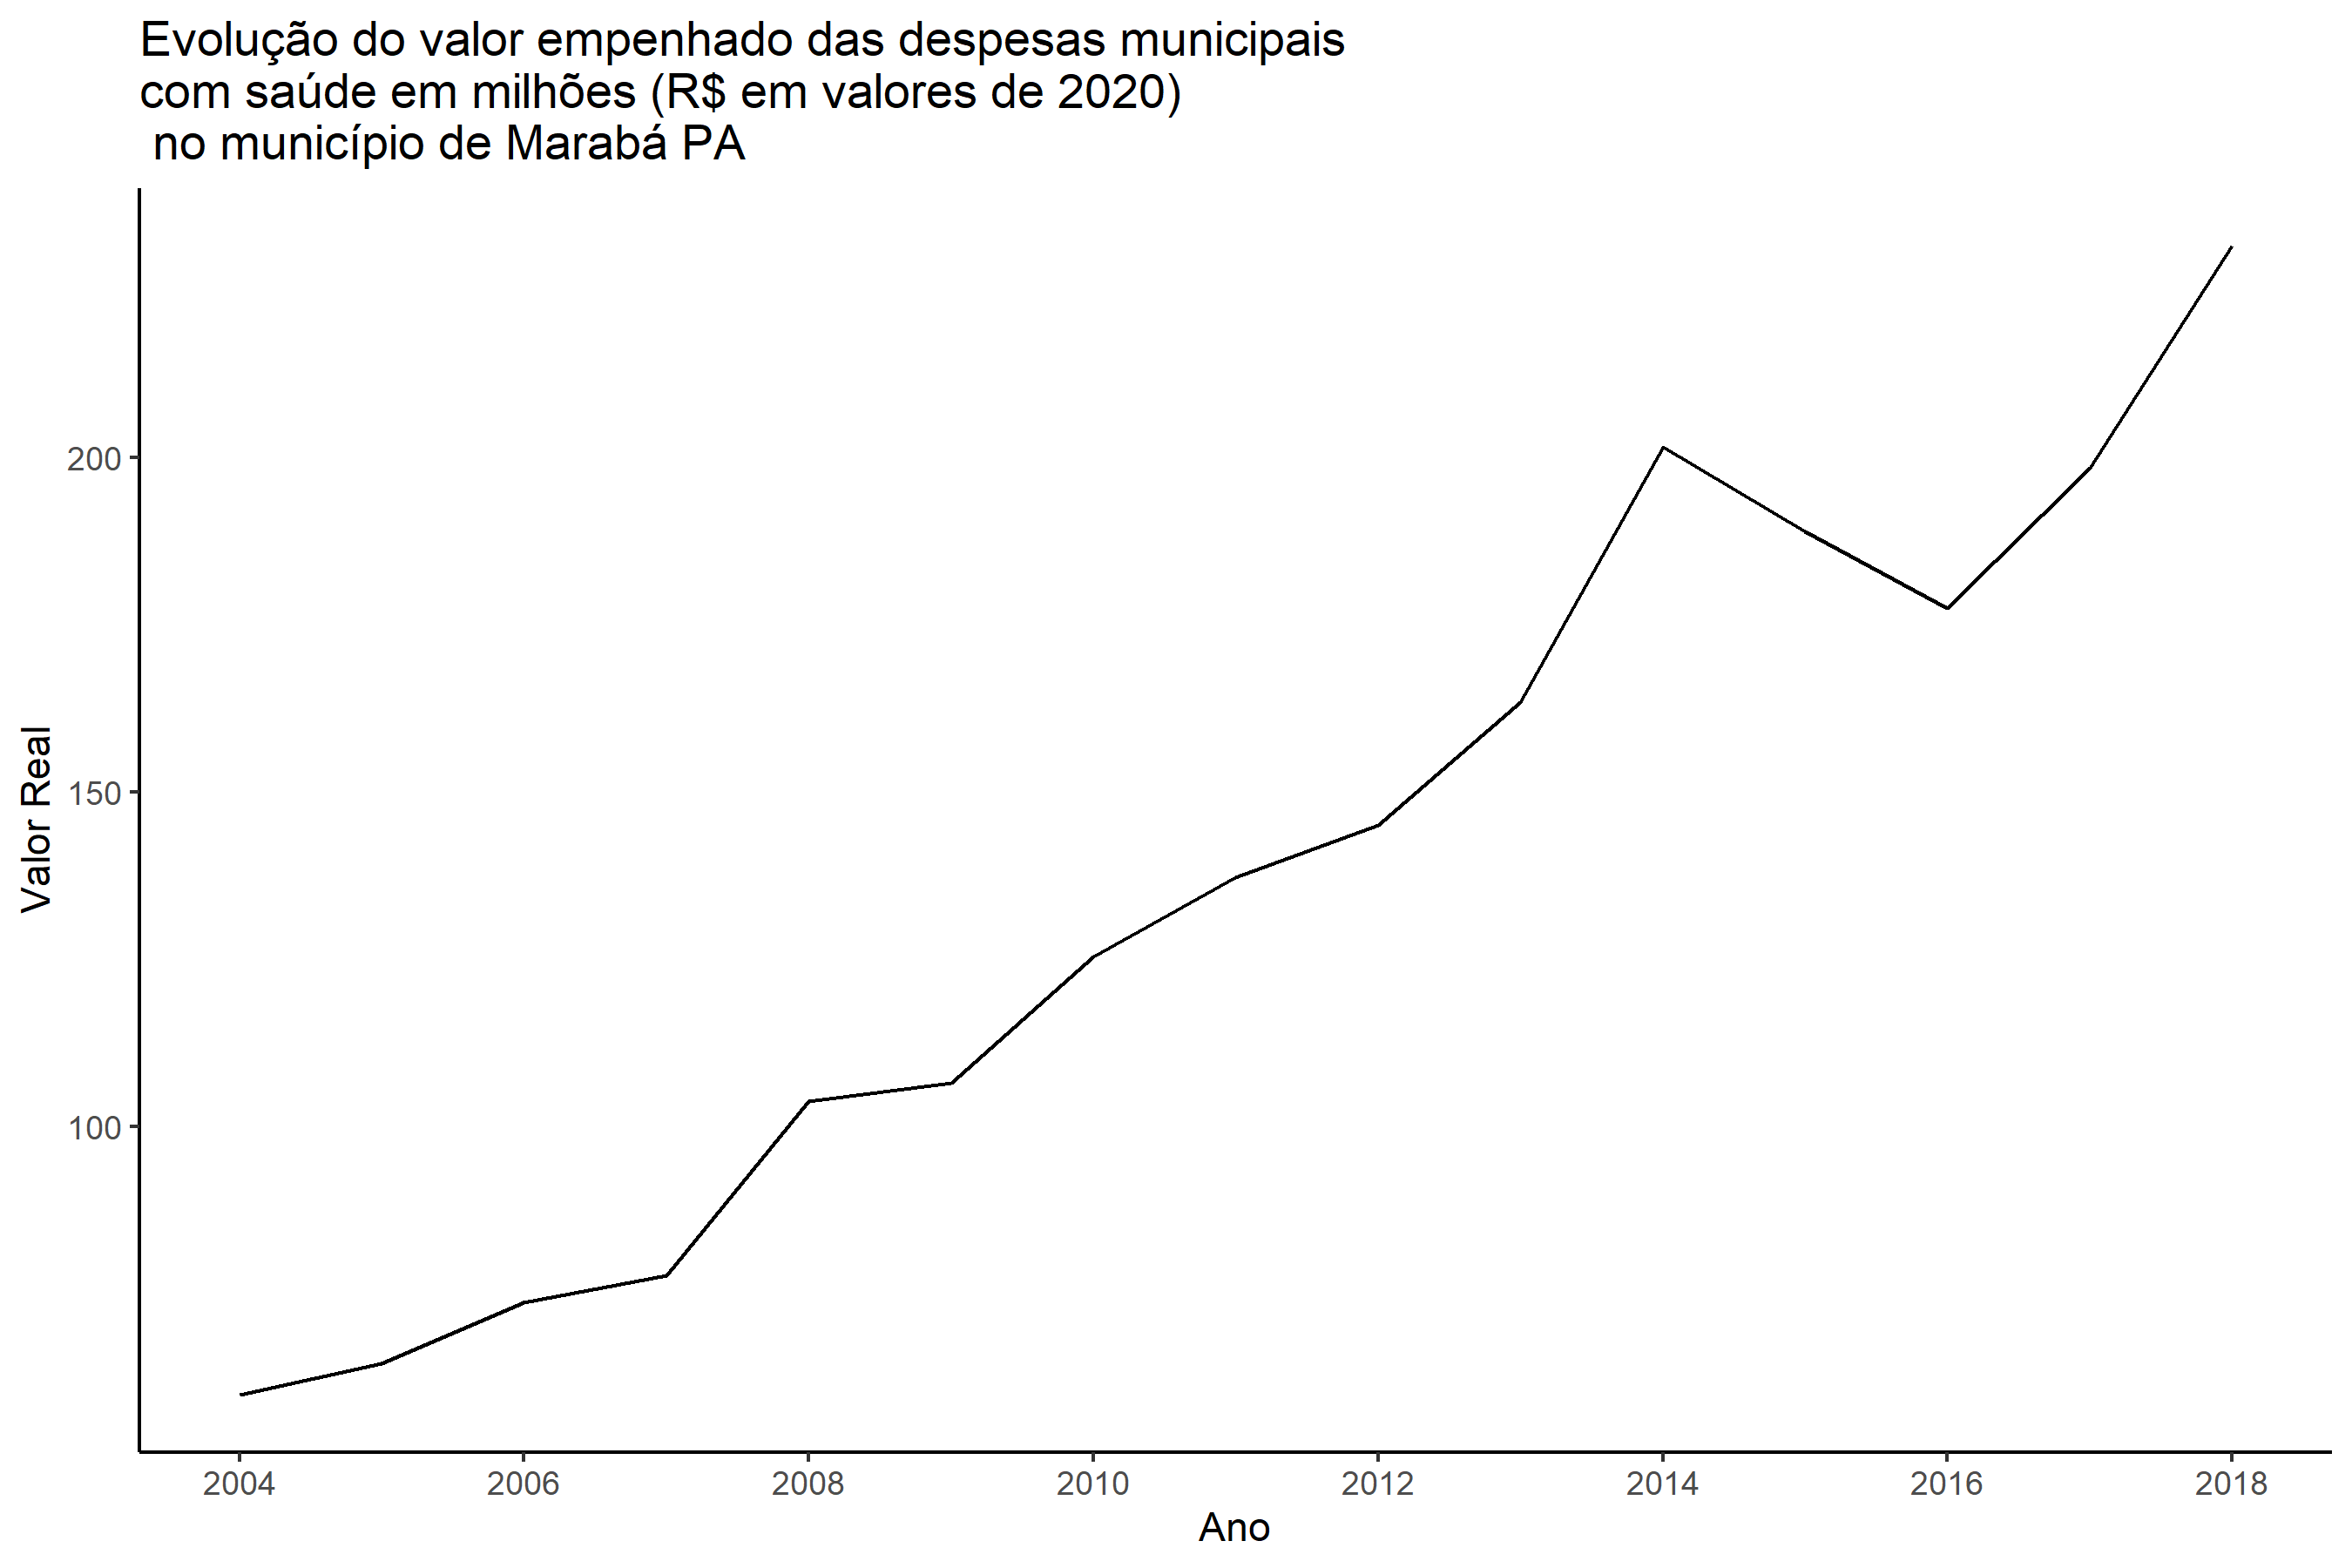 Evolução do valor empenhado das despesas municipais
com saúde em milhões (R$ em valores de 2020)
no município de Marabá PA
200
150
100
Valor Real
2004 2006 2008 2010 2012 2014 2016 2018
Ano